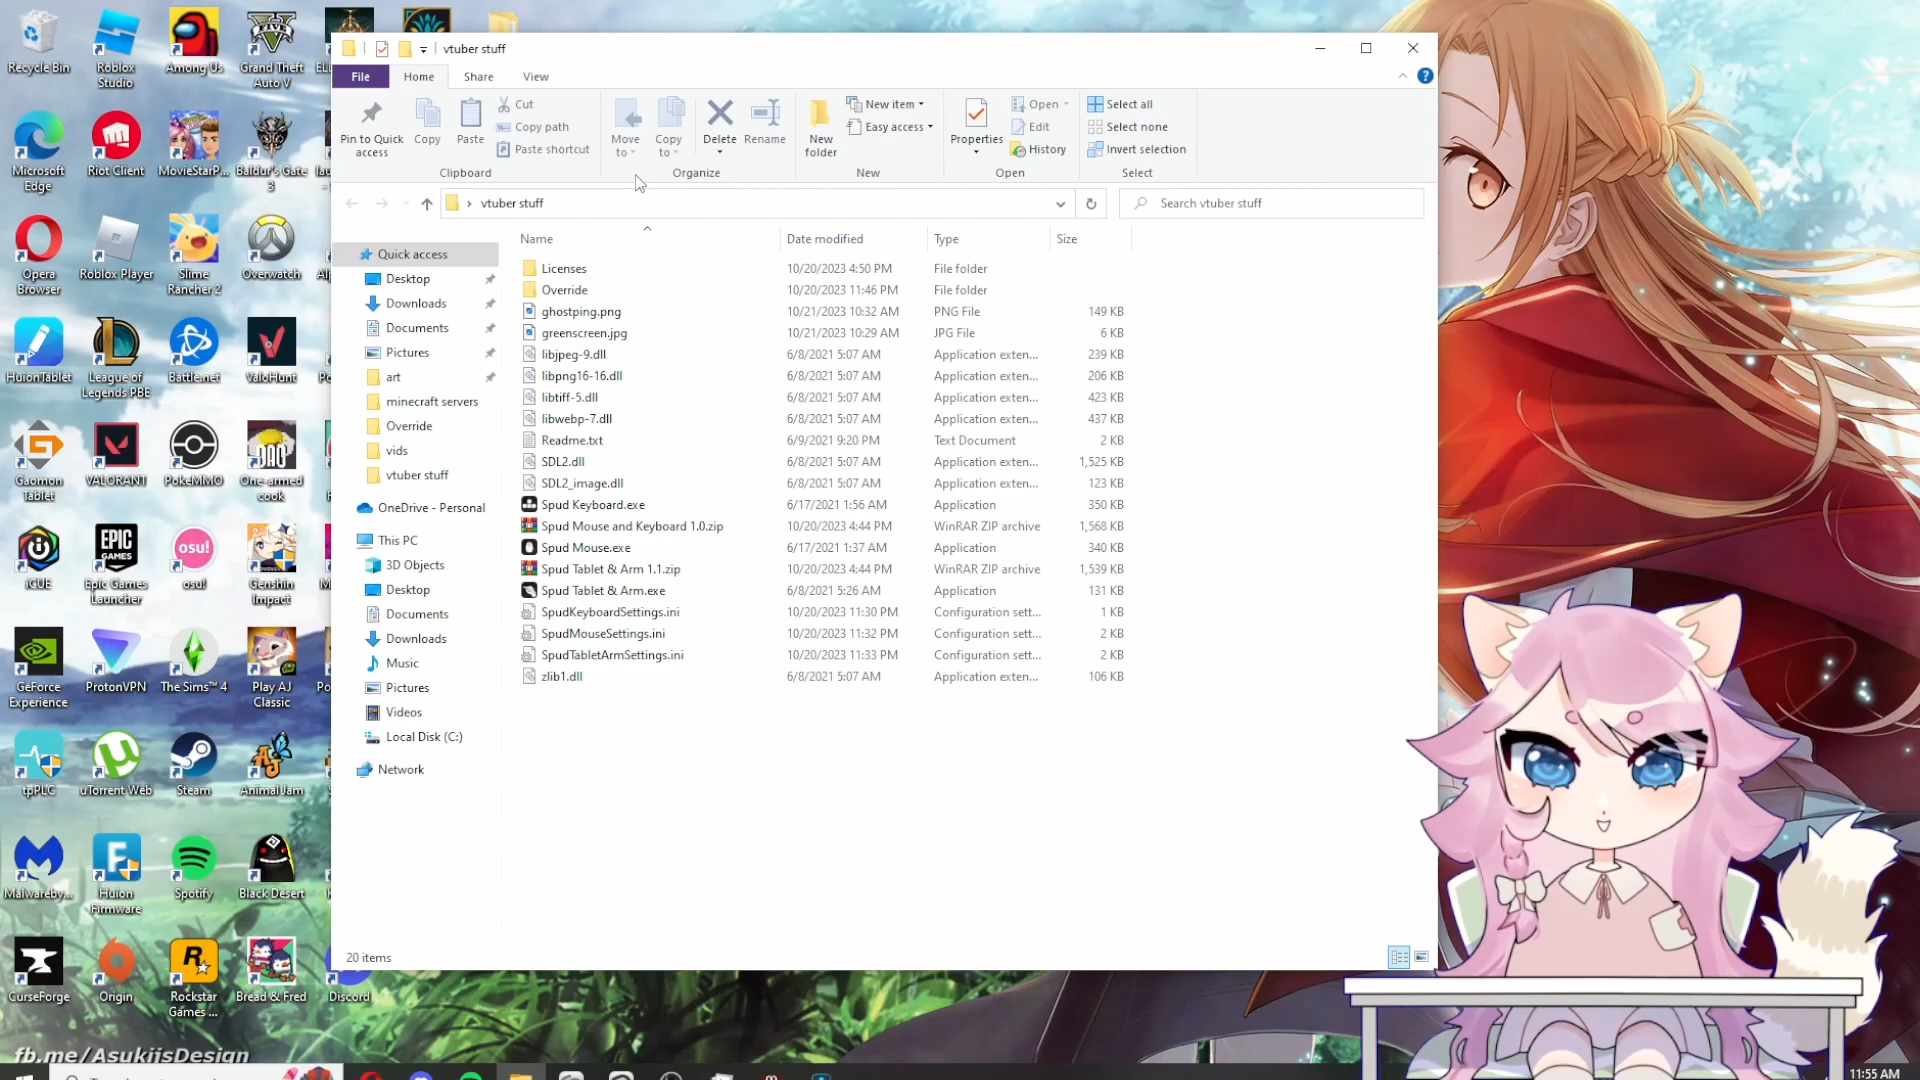 vtuber stuff
File
Home
Share
View
Pin to Quick access
Copy
Paste
Cut
Copy path
Paste shortcut
Clipboard
Move to
Copy to
Delete
Rename
Organize
New folder
New item
Easy access
New
Properties
Open
Edit
History
Open
Select all
Select none
Invert selection
Select
vtuber stuff
Search vtuber stuff
Quick access
Desktop
Downloads
Documents
Pictures
art
minecraft servers
Override
vids
vtuber stuff
OneDrive - Personal
This PC
3D Objects
Desktop
Documents
Downloads
Music
Pictures
Videos
Local Disk (C:)
Network
Name Date modified Type Size
Licenses 10/20/2023 4:50 PM File folder
Override 10/20/2023 11:46 PM File folder
ghostping.png 10/21/2023 10:32 AM PNG File 149 KB
greenscreen.jpg 10/21/2023 10:29 AM JPG File 6 KB
libjpeg-9.dll 6/8/2021 5:07 AM Application exten... 239 KB
libpng16-16.dll 6/8/2021 5:07 AM Application exten... 206 KB
libtiff-5.dll 6/8/2021 5:07 AM Application exten... 423 KB
libwebp-7.dll 6/8/2021 5:07 AM Application exten... 437 KB
Readme.txt 6/9/2021 9:20 PM Text Document 2 KB
SDL2.dll 6/8/2021 5:07 AM Application exten... 1,525 KB
SDL2_image.dll 6/8/2021 5:07 AM Application exten... 123 KB
Spud Keyboard.exe 6/17/2021 1:56 AM Application 350 KB
Spud Mouse and Keyboard 1.0.zip 10/20/2023 4:44 PM WinRAR ZIP archive 1,568 KB
Spud Mouse.exe 6/17/2021 1:37 AM Application 340 KB
Spud Tablet & Arm 1.1.zip 10/20/2023 4:44 PM WinRAR ZIP archive 1,539 KB
Spud Tablet & Arm.exe 6/8/2021 5:26 AM Application 131 KB
SpudKeyboardSettings.ini 10/20/2023 11:30 PM Configuration sett... 1 KB
SpudMouseSettings.ini 10/20/2023 11:32 PM Configuration sett... 2 KB
SpudTabletArmSettings.ini 10/20/2023 11:33 PM Configuration sett... 2 KB
zlib1.dll 6/8/2021 5:07 AM Application exten... 106 KB
20 items
Recycle Bin
Roblox Studio
Among Us
Grand Theft Auto V
Microsoft Edge
Riot Client
MovieStarP...
Baldur's Gate 3
Opera Browser
Roblox Player
Slime Rancher 2
Overwatch
HuionTablet
League of Legends PBE
Battle.net
ValoHunt
Gaomon Tablet
VALORANT
PokeMMO
One-armed cook
iCUE
Epic Games Launcher
osu!
Genshin Impact
GeForce Experience
ProtonVPN
The Sims™ 4
Play AJ Classic
tpPLC
uTorrent Web
Steam
Animal Jam
Malwareby...
Huion Firmware
Spotify
Black Desert
CurseForge
Origin
Rockstar Games ...
Bread & Fred
Discord
fb.me/AsukiisDesign
11:55 AM